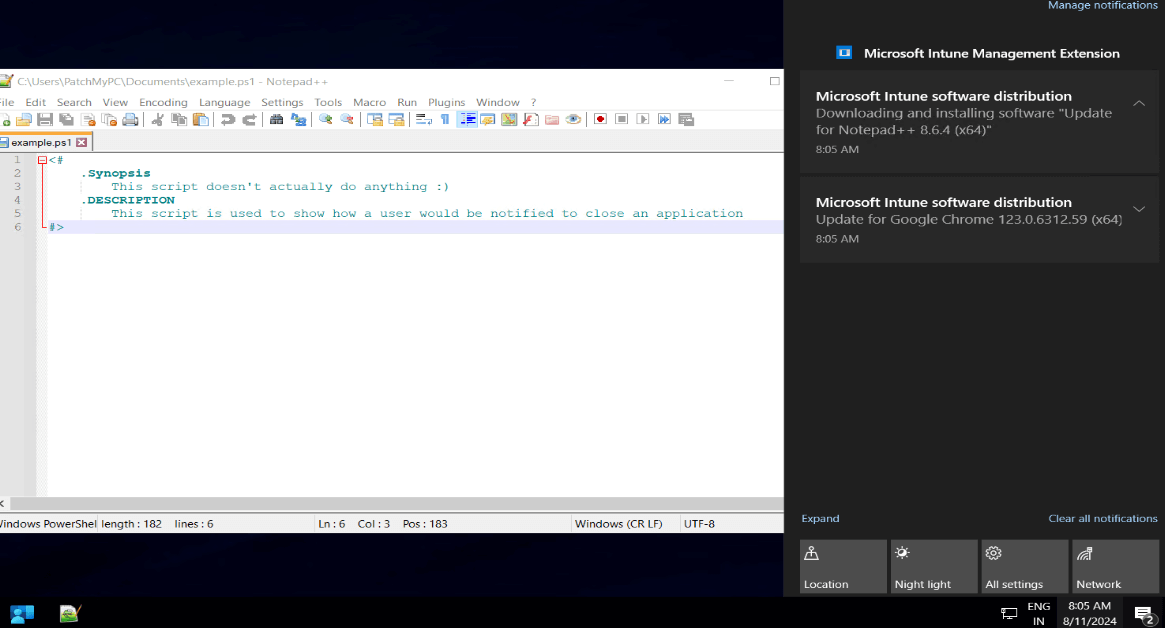 C:\Users\PatchMyPC\Documents\example.ps1 - Notepad++
ile Edit Search View Encoding Language Settings Tools Macro Run Plugins Window ?
example.ps1
1 <#
2 .Synopsis
3 This script doesn't actually do anything :)
4 .DESCRIPTION
5 This script is used to show how a user would be notified to close an application
6 #>
indows PowerShel length : 182 lines : 6 Ln : 6 Col : 3 Pos : 183 Windows (CR LF) UTF-8
Manage notifications
Microsoft Intune Management Extension
Microsoft Intune software distribution
Downloading and installing software "Update
for Notepad++ 8.6.4 (x64)"
8:05 AM
Microsoft Intune software distribution
Update for Google Chrome 123.0.6312.59 (x64)
8:05 AM
Expand Clear all notifications
Location Night light All settings Network
ENG
IN
8:05 AM
8/11/2024
2